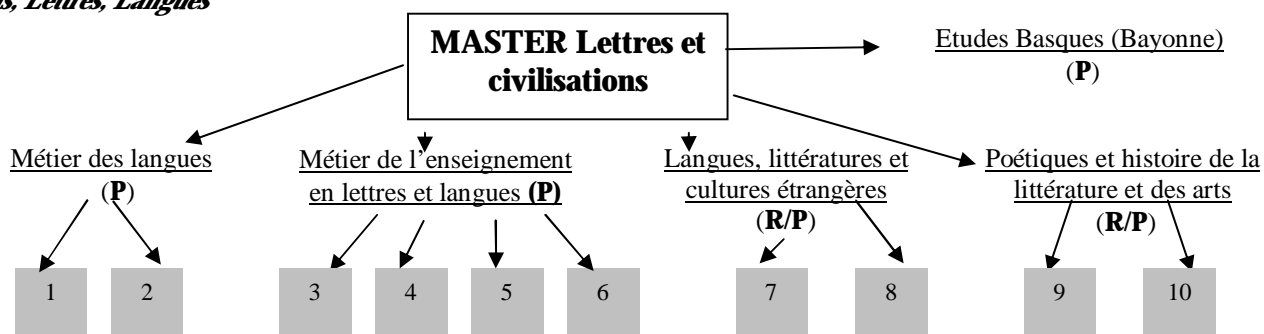 Lettres, Langues
MASTER Lettres et
civilisations
Etudes Basques (Bayonne)
(P)
Métier des langues
(P)
Métier de l'enseignement
en lettres et langues (P)
Langues, littératures et
cultures étrangères
(R/P)
Poétiques et histoire de la
littérature et des arts
(R/P)
1 2 3 4 5 6 7 8 9 10